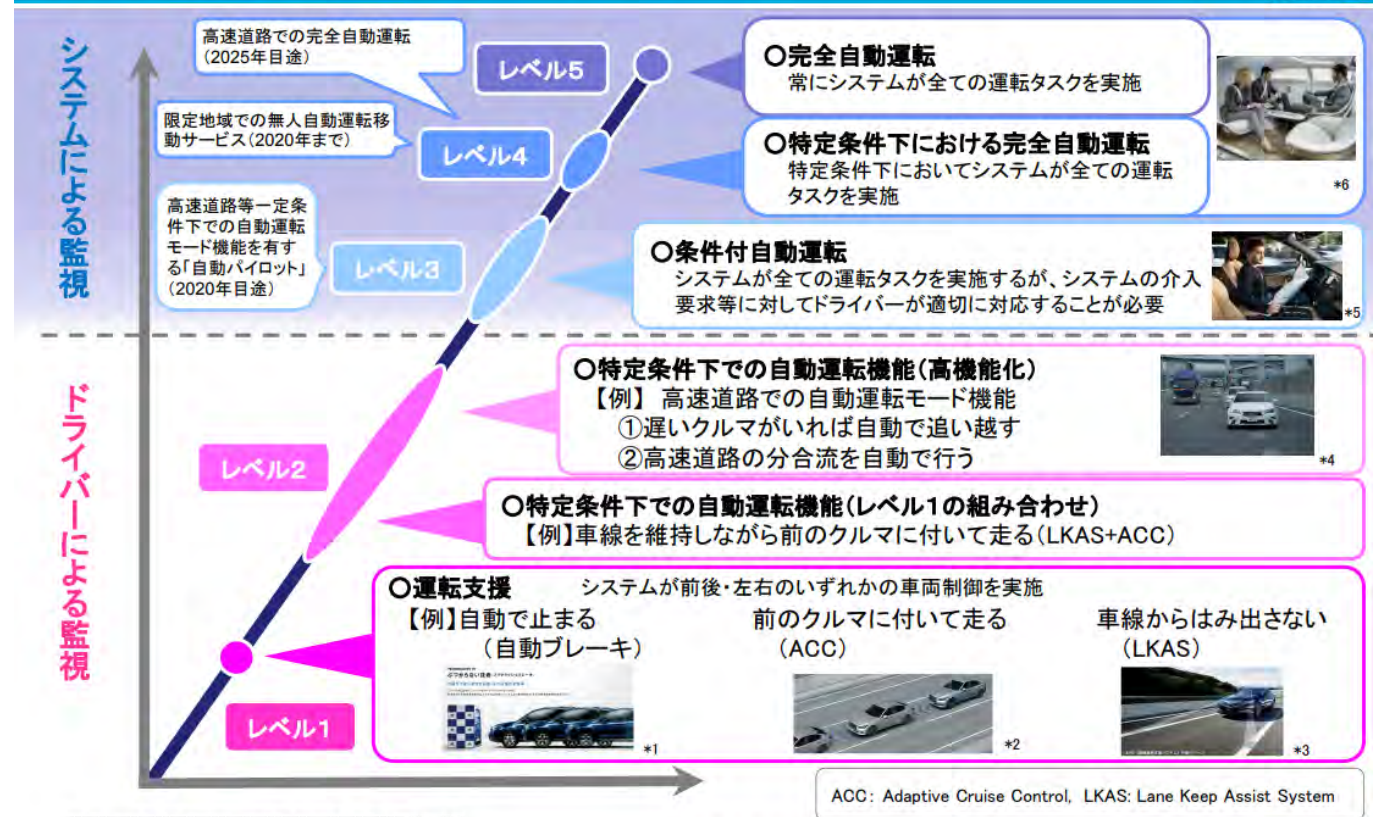 システムによる監視
ドライバーによる監視
高速道路での完全自動運転
(2025年目途)
レベル5
○完全自動運転
常にシステムが全ての運転タスクを実施
限定地域での無人自動運転移
動サービス(2020年まで)
レベル4
○特定条件下における完全自動運転
特定条件下においてシステムが全ての運転
タスクを実施
*6
高速道路等一定条
件下での自動運転
モード機能を有す
る「自動パイロット」
(2020年目途)
レベル3
○条件付自動運転
システムが全ての運転タスクを実施するが、システムの介入
要求等に対してドライバーが適切に対応することが必要
*5
○特定条件下での自動運転機能(高機能化)
【例】 高速道路での自動運転モード機能
①遅いクルマがいれば自動で追い越す
②高速道路の分合流を自動で行う
*4
レベル2
○特定条件下での自動運転機能(レベル1の組み合わせ)
【例】車線を維持しながら前のクルマに付いて走る(LKAS+ACC)
○運転支援 システムが前後・左右のいずれかの車両制御を実施
【例】自動で止まる
(自動ブレーキ)
前のクルマに付いて走る
(ACC)
車線からはみ出さない
(LKAS)
レベル1
*1
*2
*3
ACC: Adaptive Cruise Control, LKAS: Lane Keep Assist System